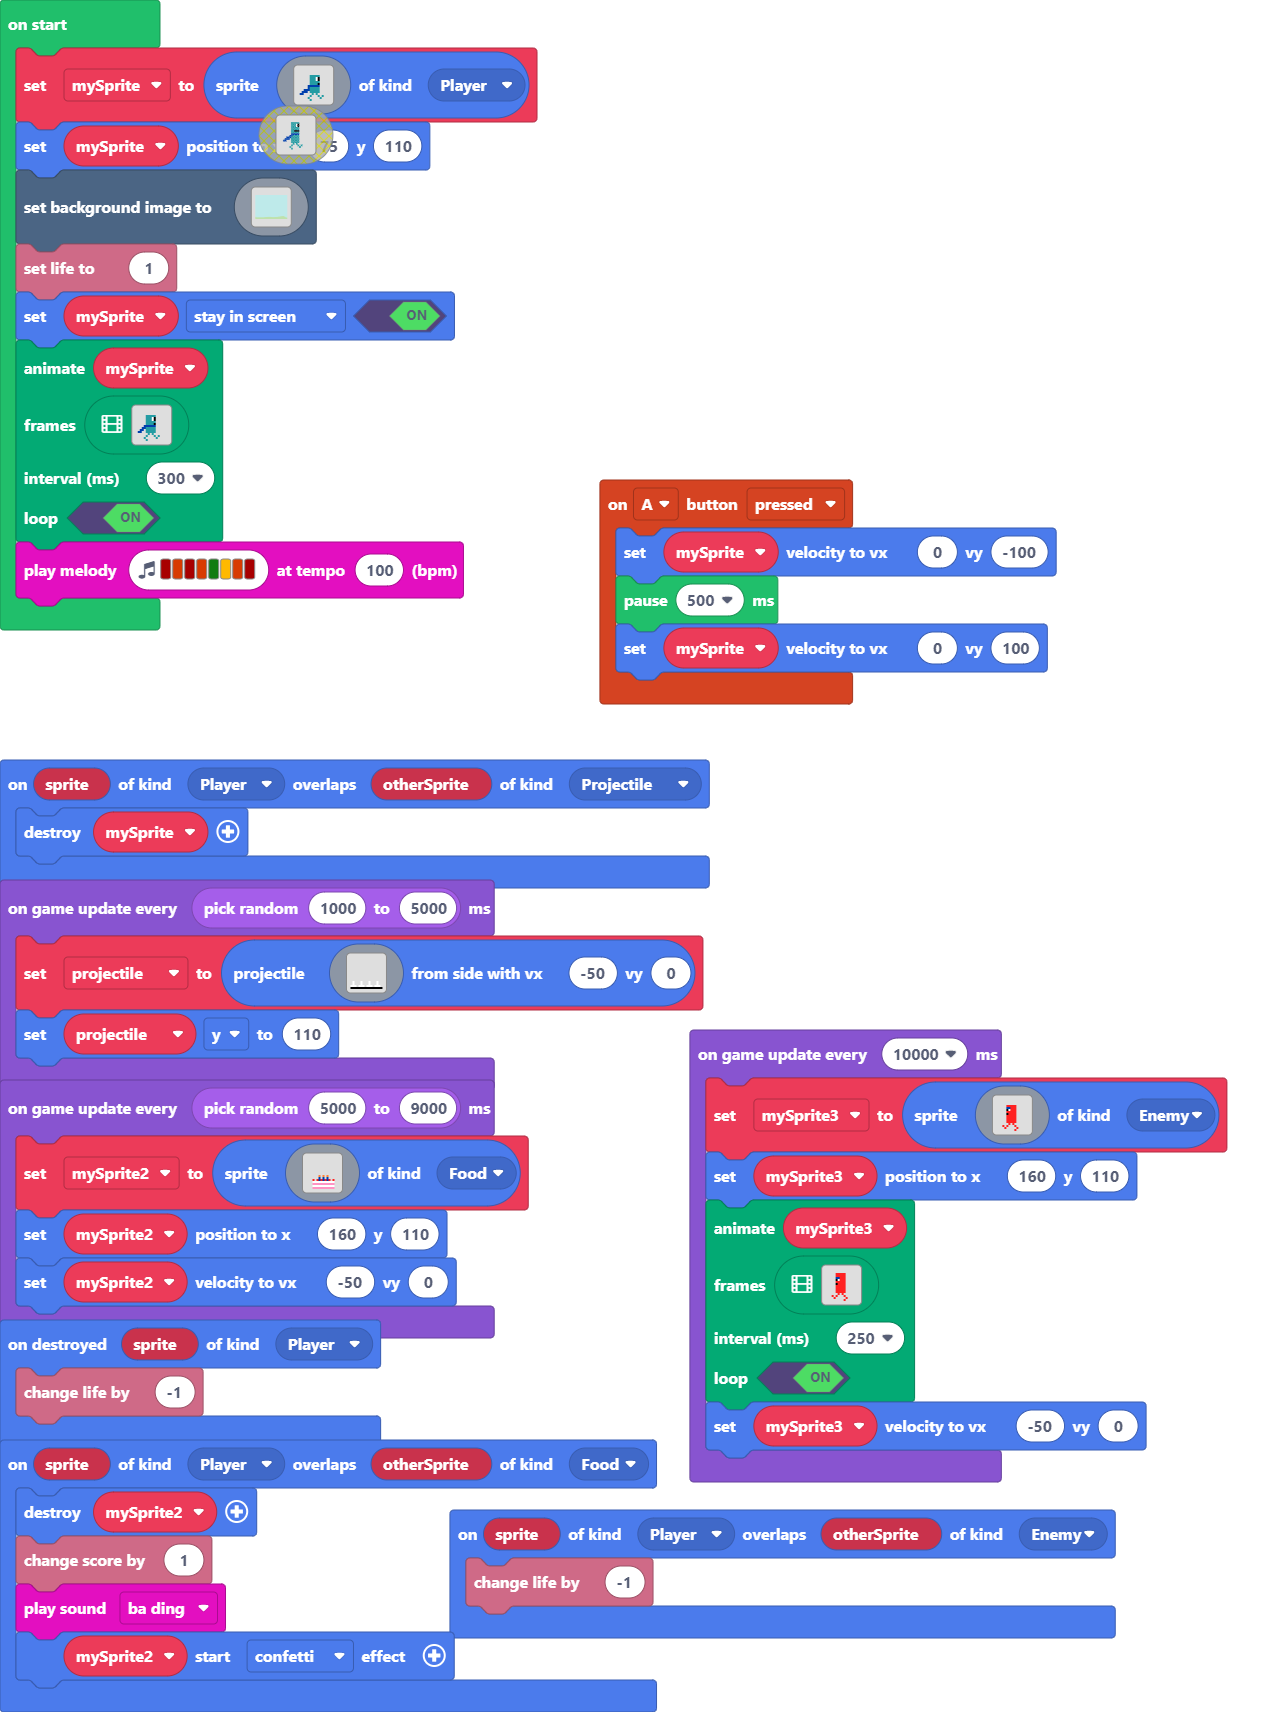 on start
set mySprite to sprite of kind Player
set mySprite position to 75 y 110
set background image to
set life to 1
set mySprite stay in screen ON
animate mySprite
frames
interval (ms) 300
loop ON
play melody at tempo 100 (bpm)
on A button pressed
set mySprite velocity to vx 0 vy -100
pause 500 ms
set mySprite velocity to vx 0 vy 100
on sprite of kind Player overlaps otherSprite of kind Projectile
destroy mySprite
on game update every pick random 1000 to 5000 ms
set projectile to projectile from side with vx -50 vy 0
set projectile y to 110
on game update every pick random 5000 to 9000 ms
set mySprite2 to sprite of kind Food
set mySprite2 position to x 160 y 110
set mySprite2 velocity to vx -50 vy 0
on destroyed sprite of kind Player
change life by -1
on game update every 10000 ms
set mySprite3 to sprite of kind Enemy
set mySprite3 position to x 160 y 110
animate mySprite3
frames
interval (ms) 250
loop ON
set mySprite3 velocity to vx -50 vy 0
on sprite of kind Player overlaps otherSprite of kind Food
destroy mySprite2
change score by 1
play sound ba ding
mySprite2 start confetti effect
on sprite of kind Player overlaps otherSprite of kind Enemy
change life by -1